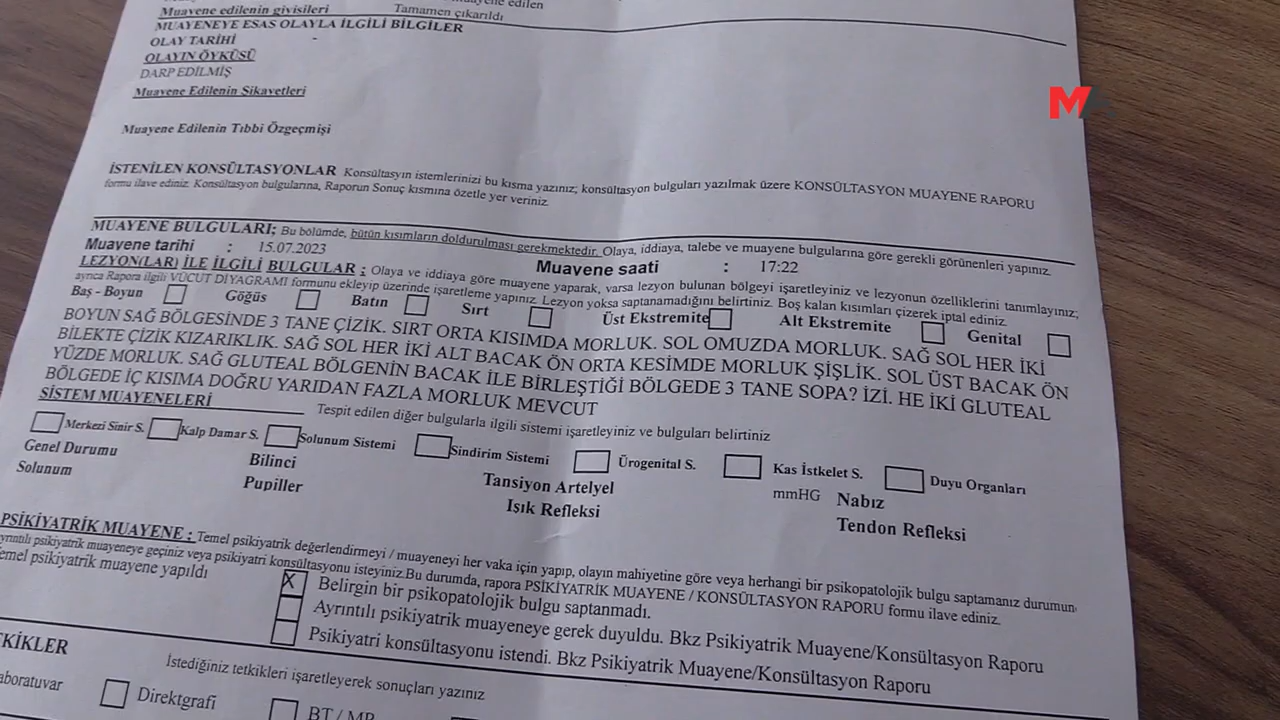 edilen
Muayene edilenin giysileri Tamamen çıkarıldı
MUAYENEYE ESAS OLAYLA İLGİLİ BİLGİLER
OLAY TARİHİ -
OLAYIN ÖYKÜSÜ
DARP EDİLMİŞ
Muayene Edilenin Şikayetleri
Muayene Edilenin Tıbbi Özgeçmişi
İSTENİLEN KONSÜLTASYONLAR Konsültasyın istemlerinizi bu kısma yazınız; konsültasyon bulguları yazılmak üzere KONSÜLTASYON MUAYENE RAPORU
formu ilave ediniz. Konsültasyon bulgularına, Raporun Sonuç kısmına özetle yer veriniz.
MUAYENE BULGULARI; Bu bölümde, bütün kısımların doldurulması gerekmektedir. Olaya, iddiaya, talebe ve muayene bulgularına göre gerekli görünenleri yapınız.
Muayene tarihi : 15.07.2023 Muayene saati : 17:22
LEZYON(LAR) İLE İLGİLİ BULGULAR : Olaya ve iddiaya göre muayene yaparak, varsa lezyon bulunan bölgeyi işaretleyiniz ve lezyonun özelliklerini tanımlayınız;
ayrıca Rapora ilgili VÜCUT DİYAGRAMI formunu ekleyip üzerinde işaretleme yapınız. Lezyon yoksa saptanamadığını belirtiniz. Boş kalan kısımları çizerek iptal ediniz.
Baş - Boyun Göğüs Batın Sırt Üst Ekstremite Alt Ekstremite Genital
BOYUN SAĞ BÖLGESİNDE 3 TANE ÇİZİK. SIRT ORTA KISIMDA MORLUK. SOL OMUZDA MORLUK. SAĞ SOL HER İKİ
BİLEKTE ÇİZİK KIZARIKLIK. SAĞ SOL HER İKİ ALT BACAK ÖN ORTA KESİMDE MORLUK ŞİŞLİK. SOL ÜST BACAK ÖN
YÜZDE MORLUK. SAĞ GLUTEAL BÖLGENİN BACAK İLE BİRLEŞTİĞİ BÖLGEDE 3 TANE SOPA? İZİ. HE İKİ GLUTEAL
BÖLGEDE İÇ KISIMA DOĞRU YARIDAN FAZLA MORLUK MEVCUT
SİSTEM MUAYENELERİ Tespit edilen diğer bulgularla ilgili sistemi işaretleyiniz ve bulguları belirtiniz
Merkezi Sinir S. Kalp Damar S. Solunum Sistemi Sindirim Sistemi Ürogenital S. Kas İstkelet S. Duyu Organları
Genel Durumu Bilinci Tansiyon Artelyel mmHG Nabız
Solunum Pupiller Işık Refleksi Tendon Refleksi
PSİKİYATRİK MUAYENE : Temel psikiyatrik değerlendirmeyi / muayeneyi her vaka için yapıp, olayın mahiyetine göre veya herhangi bir psikopatolojik bulgu saptamanız durumun
ayrıntılı psikiyatrik muayeneye geçiniz veya psikiyatri konsültasyonu isteyiniz.Bu durumda, rapora PSİKİYATRİK MUAYENE / KONSÜLTASYON RAPORU formu ilave ediniz.
Temel psikiyatrik muayene yapıldı X Belirgin bir psikopatolojik bulgu saptanmadı.
Ayrıntılı psikiyatrik muayeneye gerek duyuldu. Bkz Psikiyatrik Muayene/Konsültasyon Raporu
Psikiyatri konsültasyonu istendi. Bkz Psikiyatrik Muayene/Konsültasyon Raporu
TKİKLER İstediğiniz tetkikleri işaretleyerek sonuçları yazınız
aboratuvar Direktgrafi BT / MR